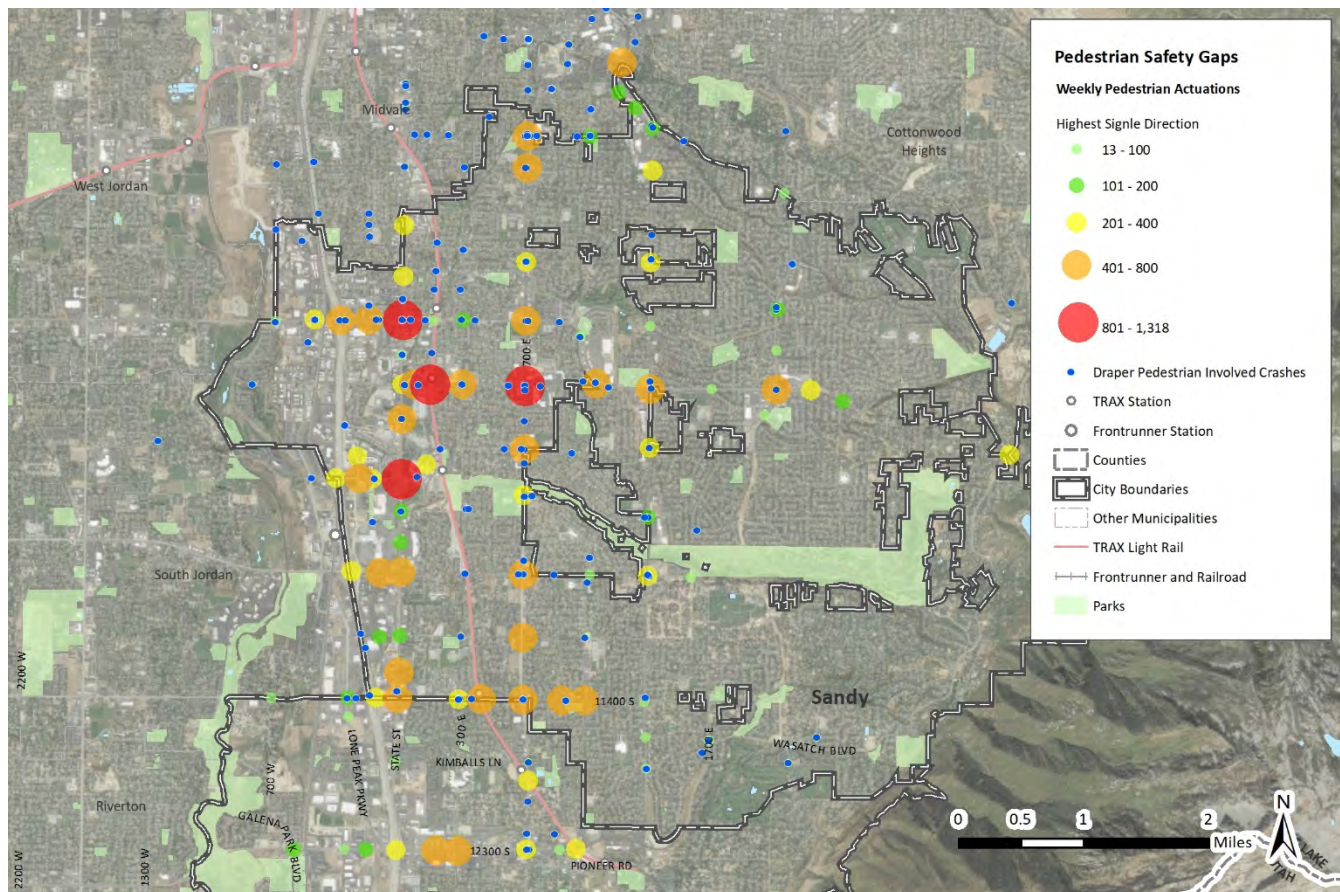 Pedestrian Safety Gaps
Weekly Pedestrian Actuations
Highest Signle Direction
13 - 100
101 - 200
201 - 400
401 - 800
801 - 1,318
Draper Pedestrian Involved Crashes
TRAX Station
Frontrunner Station
Counties
City Boundaries
Other Municipalities
TRAX Light Rail
Frontrunner and Railroad
Parks
Midvale
Cottonwood
Heights
West Jordan
700 E
South Jordan
2200 W
Sandy
11400 S
300 E
STATE ST
LONE PEAK PKWY
1700 E
WASATCH BLVD
KIMBALLS LN
700 W
Riverton
GALENA PARK BLVD
12300 S
PIONEER RD
2200 W
1300 W
0 0.5 1 2
Miles
N
LAKE
UTAH